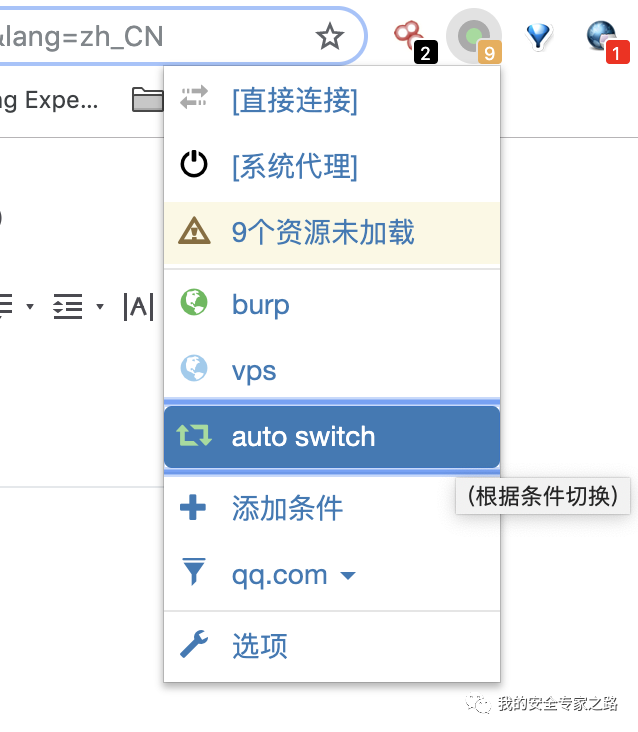 &lang=zh_CN
2
9
1
ng Expe...
[直接连接]
[系统代理]
9个资源未加载
burp
vps
auto switch
(根据条件切换)
添加条件
qq.com
选项
|A|
我的安全专家之路